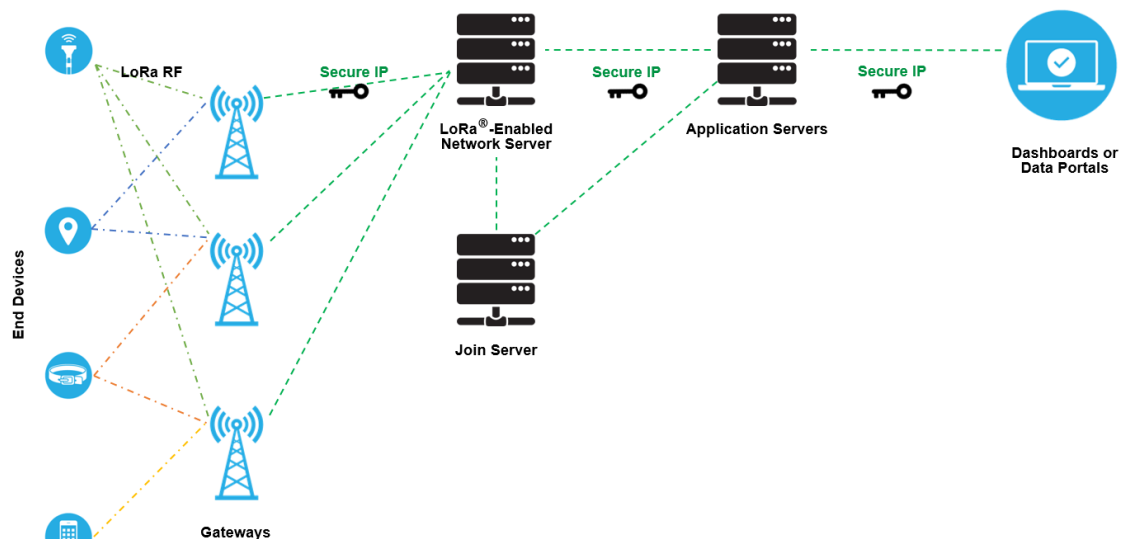 LoRa RF
Secure IP
Secure IP
Secure IP
LoRa®-Enabled
Network Server
Application Servers
Dashboards or
Data Portals
End Devices
Join Server
Gateways